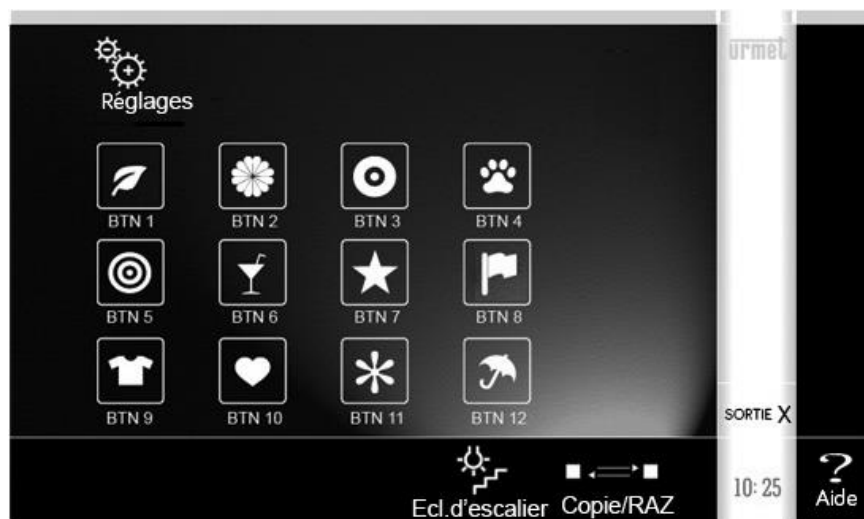 urmet
Réglages
BTN 1
BTN 2
BTN 3
BTN 4
BTN 5
BTN 6
BTN 7
BTN 8
BTN 9
BTN 10
BTN 11
BTN 12
SORTIE X
Ecl.d'escalier
Copie/RAZ
10:25
Aide